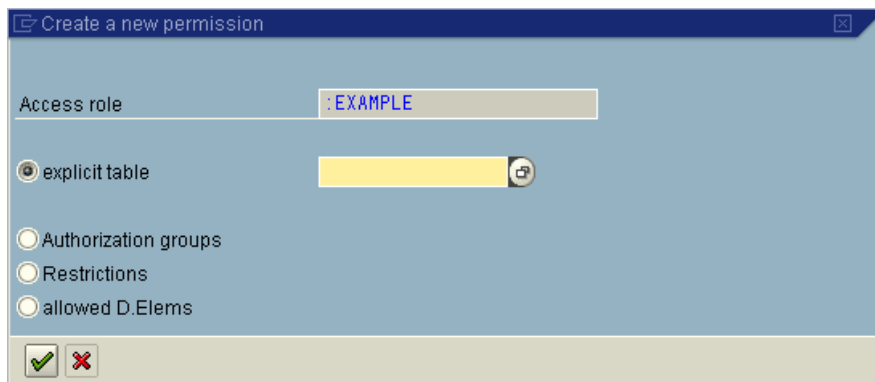 Create a new permission
Access role :EXAMPLE
explicit table
Authorization groups
Restrictions
allowed D.Elems